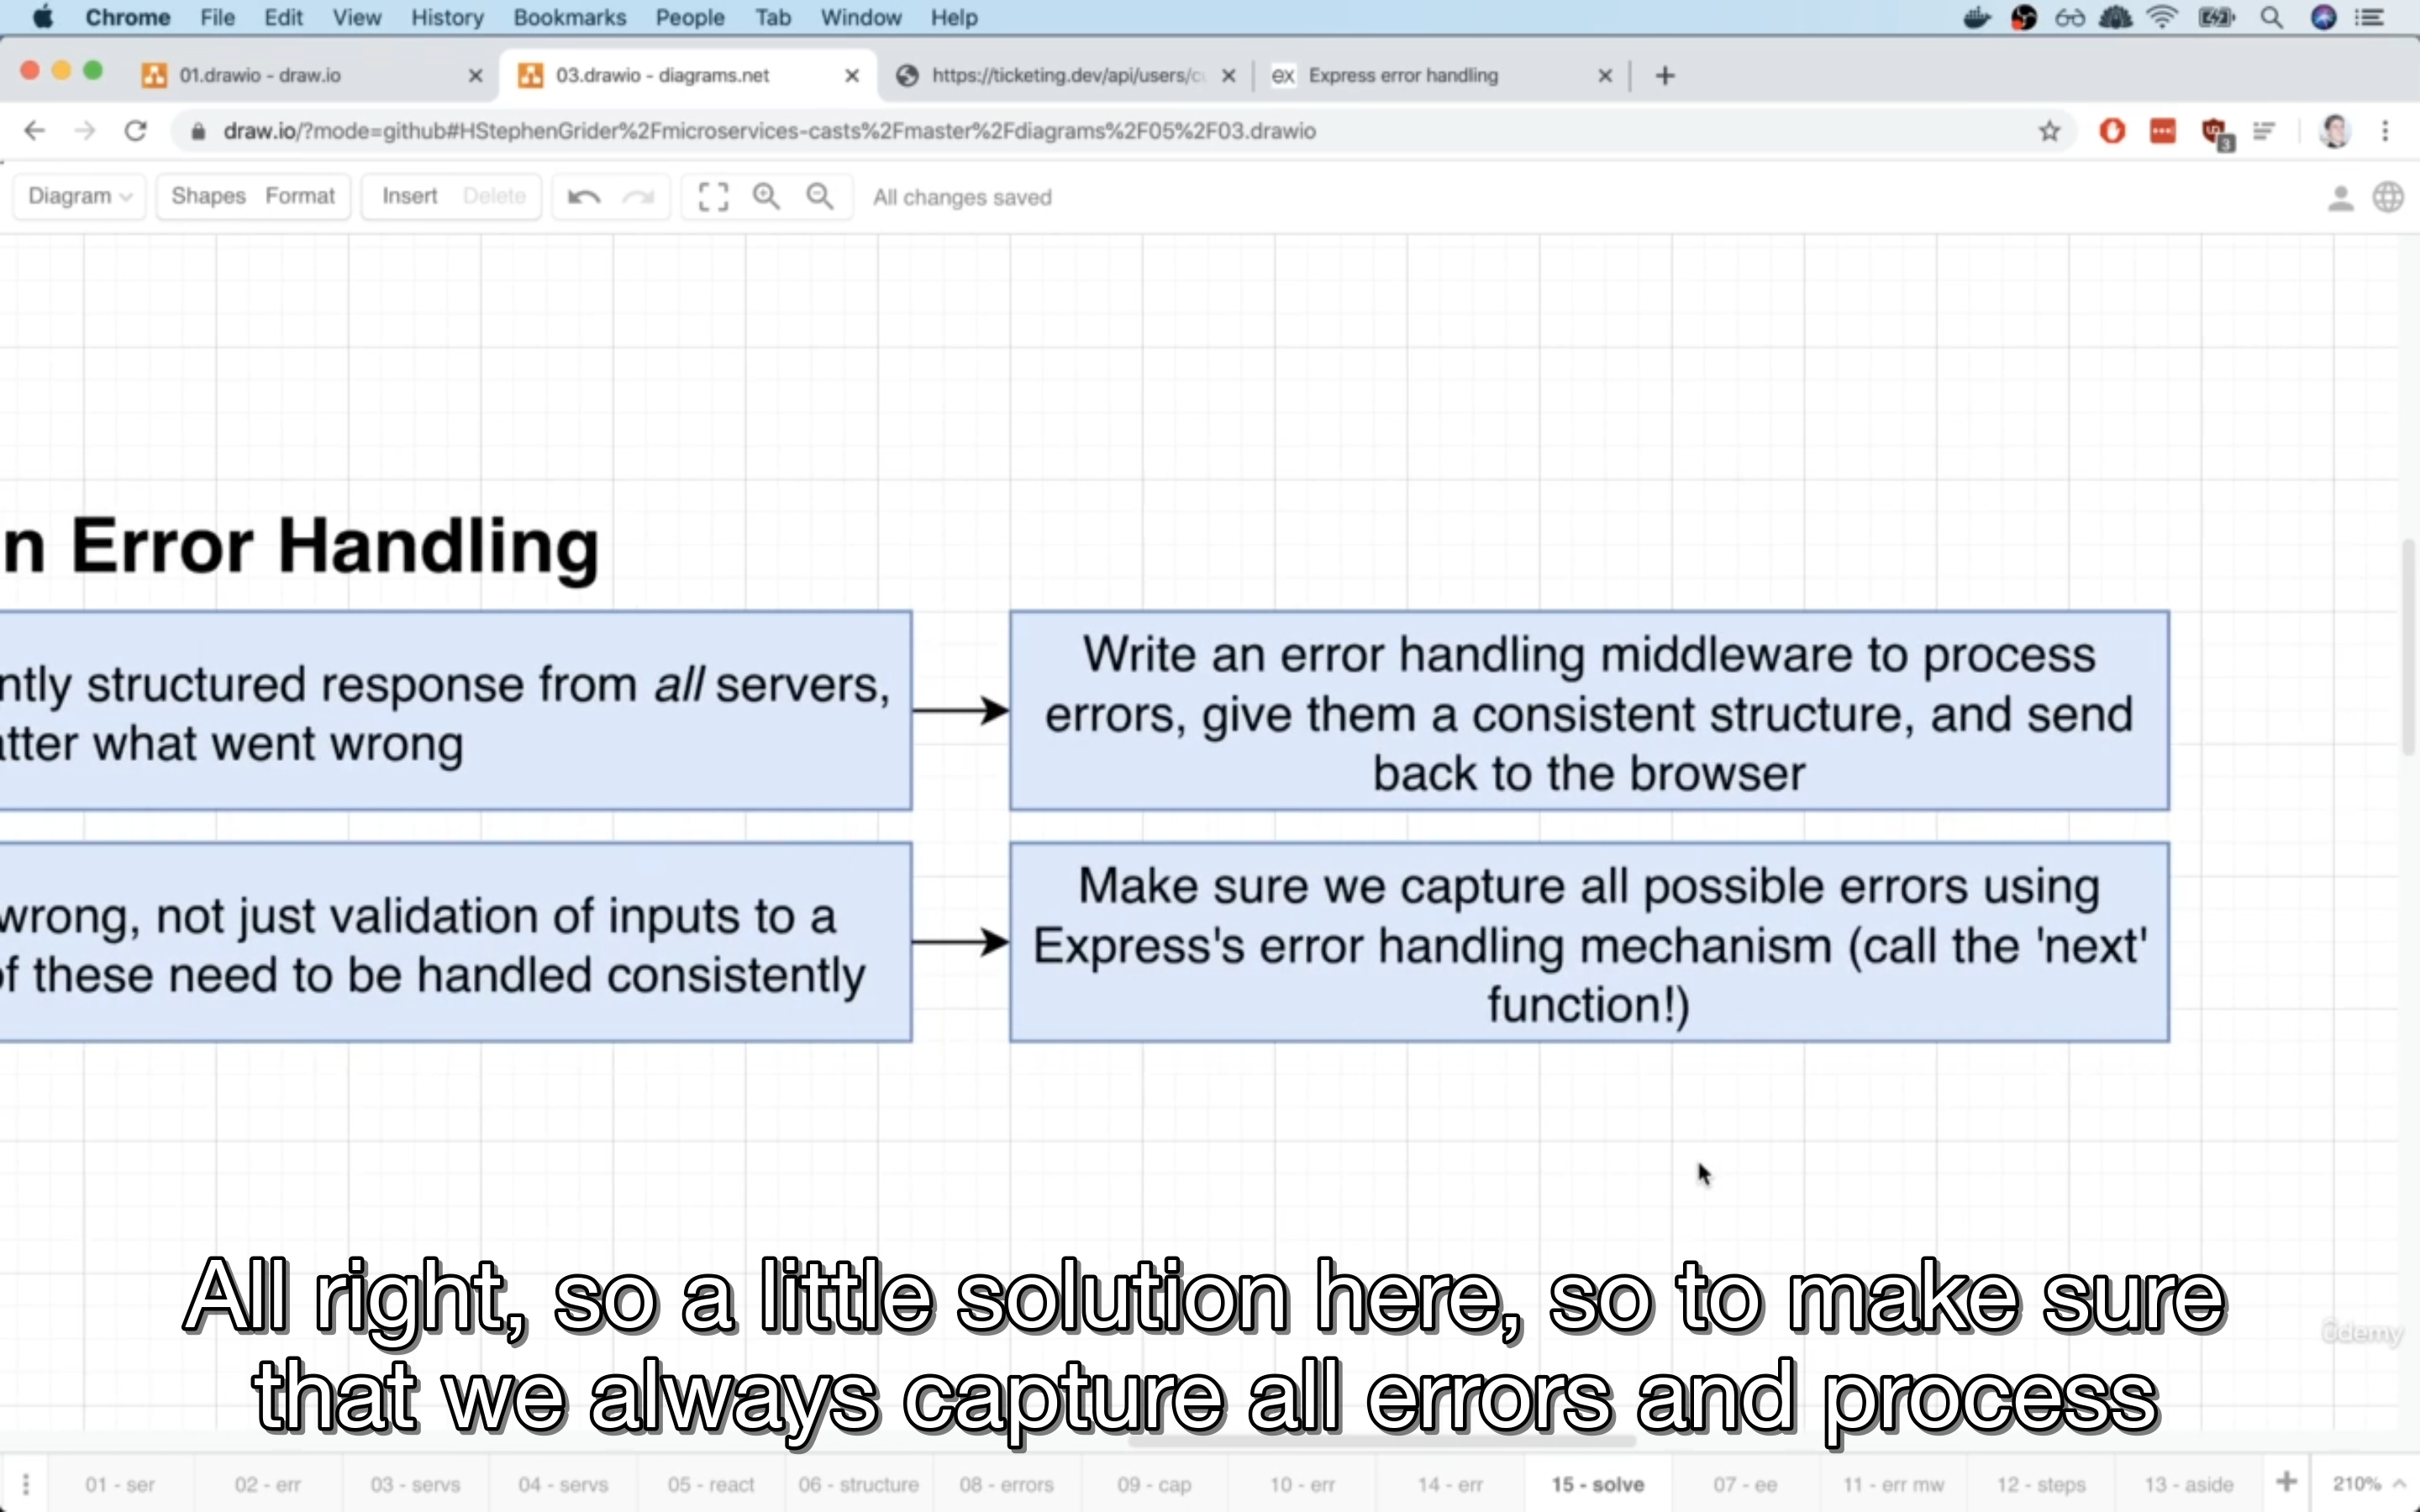 Chrome File Edit View History Bookmarks People Tab Window Help
01.drawio - draw.io
03.drawio - diagrams.net
https://ticketing.dev/api/users/c
ex Express error handling
draw.io/?mode=github#HStephenGrider%2Fmicroservices-casts%2Fmaster%2Fdiagrams%2F05%2F03.drawio
3
Diagram Shapes Format Insert Delete All changes saved
n Error Handling
ntly structured response from all servers,
atter what went wrong
Write an error handling middleware to process
errors, give them a consistent structure, and send
back to the browser
wrong, not just validation of inputs to a
of these need to be handled consistently
Make sure we capture all possible errors using
Express's error handling mechanism (call the 'next'
function!)
All right, so a little solution here, so to make sure
that we always capture all errors and process
ûdemy
01 - ser 02 - err 03 - servs 04 - servs 05 - react 06 - structure 08 - errors 09 - cap 10 - err 14 - err 15 - solve 07 - ee 11 - err mw 12 - steps 13 - aside 210%